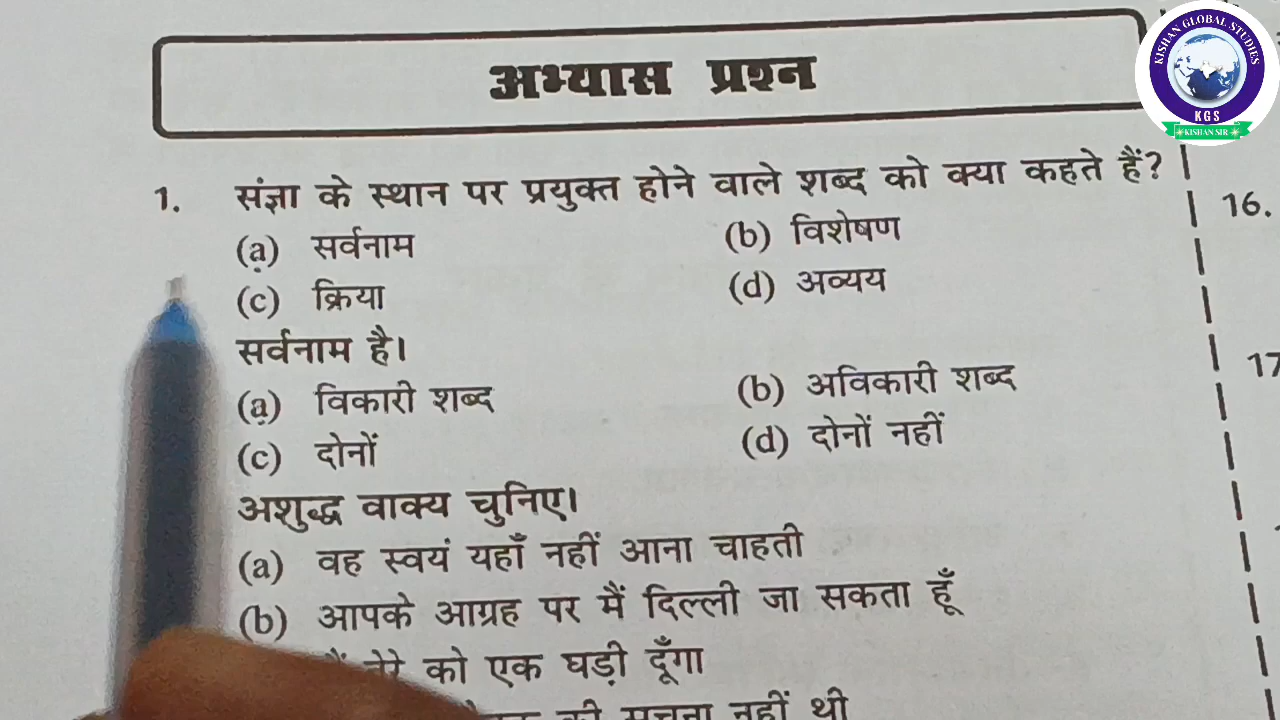 KISHAN GLOBAL STUDIES
KGS
KISHAN SIR
अभ्यास प्रश्न
1. संज्ञा के स्थान पर प्रयुक्त होने वाले शब्द को क्या कहते हैं?
(a) सर्वनाम (b) विशेषण
(c) क्रिया (d) अव्यय
सर्वनाम है।
(a) विकारी शब्द (b) अविकारी शब्द
(c) दोनों (d) दोनों नहीं
अशुद्ध वाक्य चुनिए।
(a) वह स्वयं यहाँ नहीं आना चाहती
(b) आपके आग्रह पर मैं दिल्ली जा सकता हूँ
को एक घड़ी दूँगा
की सूचना नहीं थी
16.
17